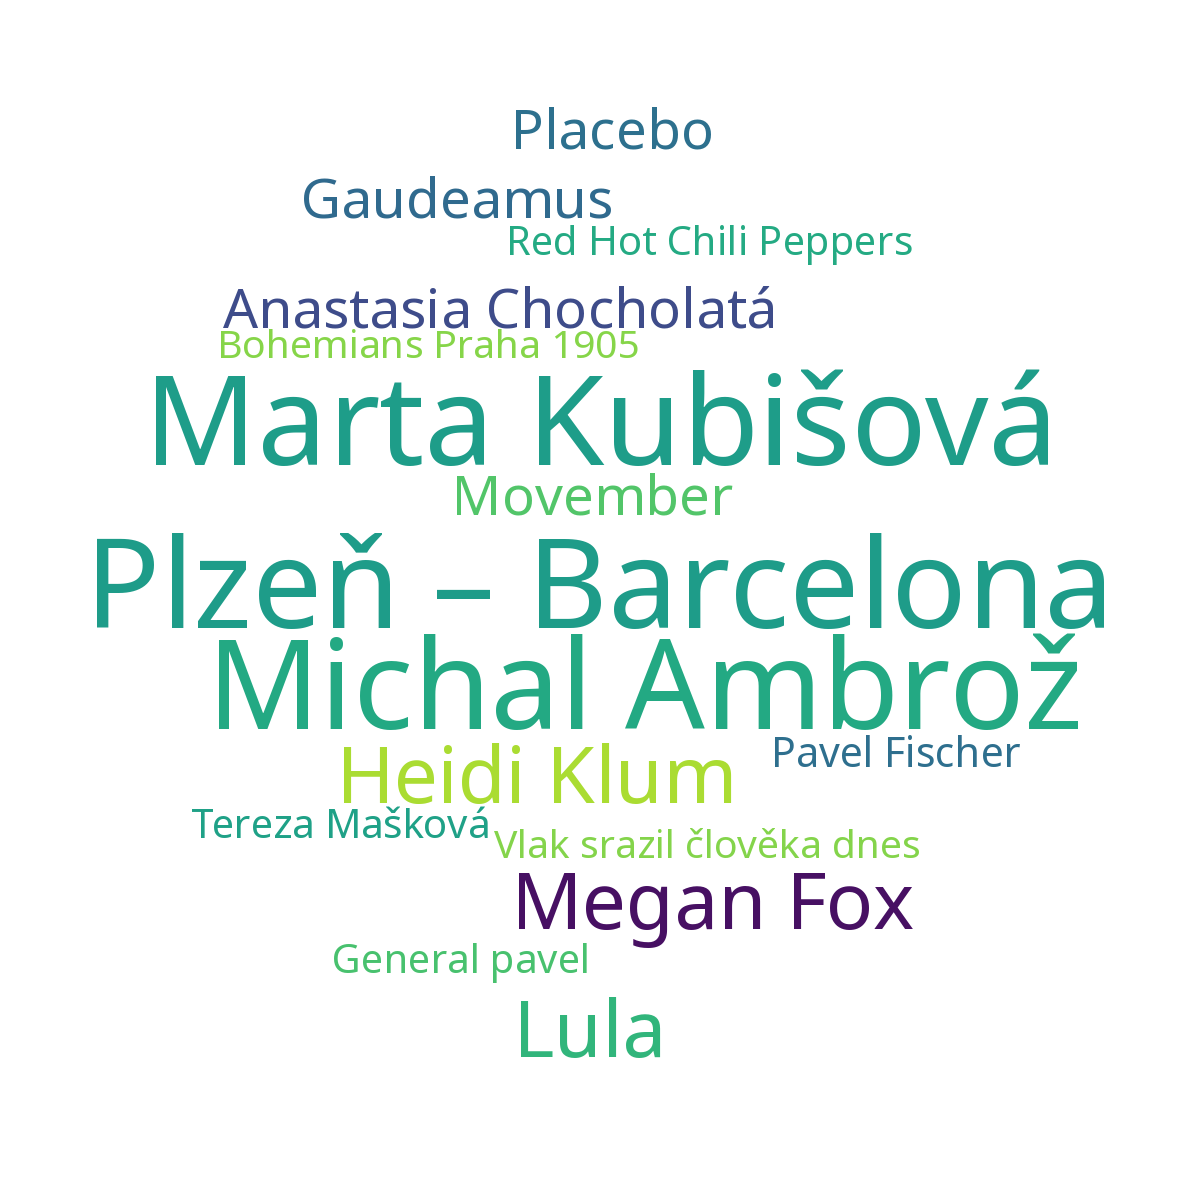 Placebo
Gaudeamus
Red Hot Chili Peppers
Anastasia Chocholatá
Bohemians Praha 1905
Marta Kubišová
Movember
Plzeň – Barcelona
Michal Ambrož
Pavel Fischer
Heidi Klum
Tereza Mašková
Vlak srazil člověka dnes
Megan Fox
General pavel
Lula